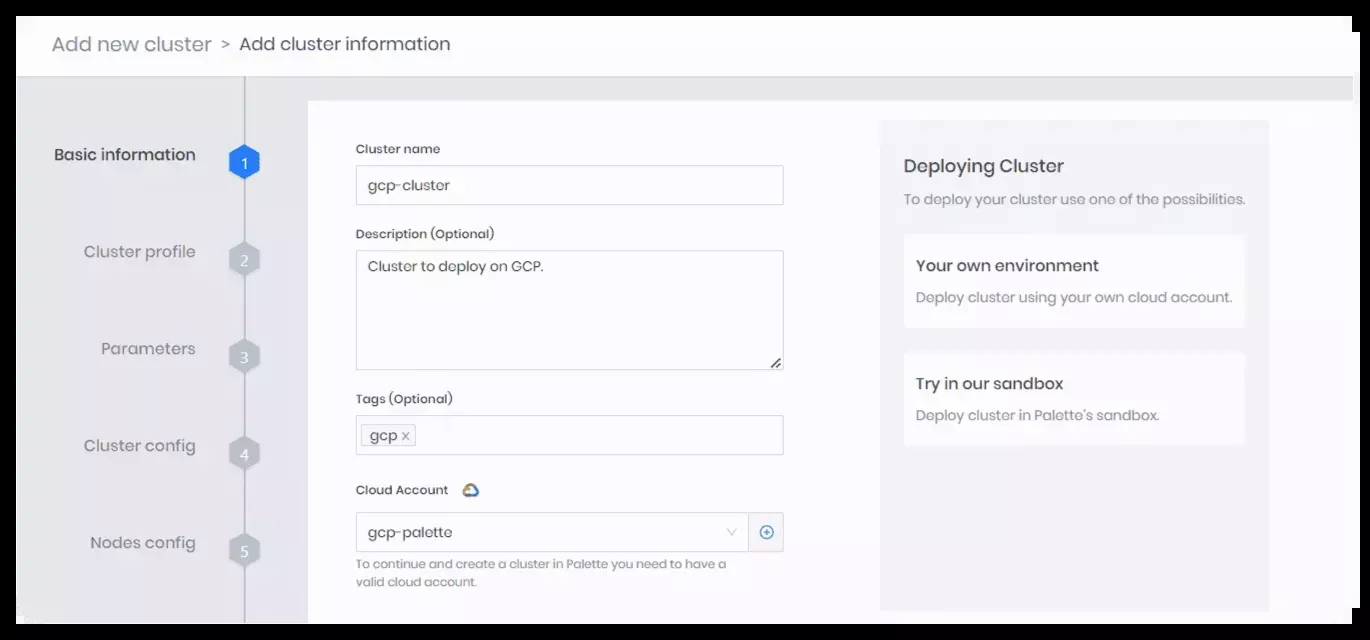 Add new cluster > Add cluster information
Basic information
1
Cluster profile
2
Parameters
3
Cluster config
4
Nodes config
5
Cluster name
gcp-cluster
Description (Optional)
Cluster to deploy on GCP.
Tags (Optional)
gcp x
Cloud Account
gcp-palette
To continue and create a cluster in Palette you need to have a
valid cloud account.
Deploying Cluster
To deploy your cluster use one of the possibilities.
Your own environment
Deploy cluster using your own cloud account.
Try in our sandbox
Deploy cluster in Palette's sandbox.